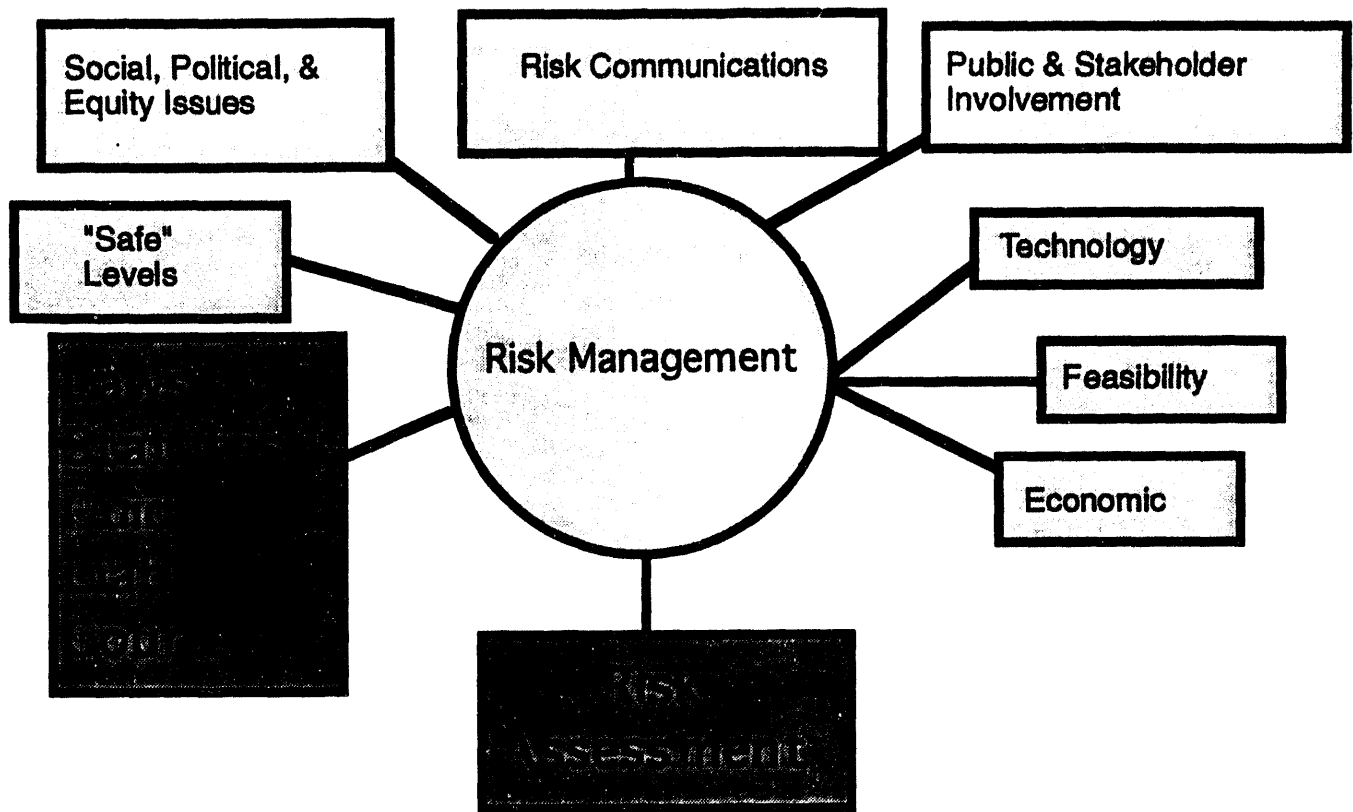 Social, Political, &
Equity Issues
Risk Communications
Public & Stakeholder
Involvement
"Safe"
Levels
Technology
Risk Management
Feasibility
Economic
Risk
Assessment